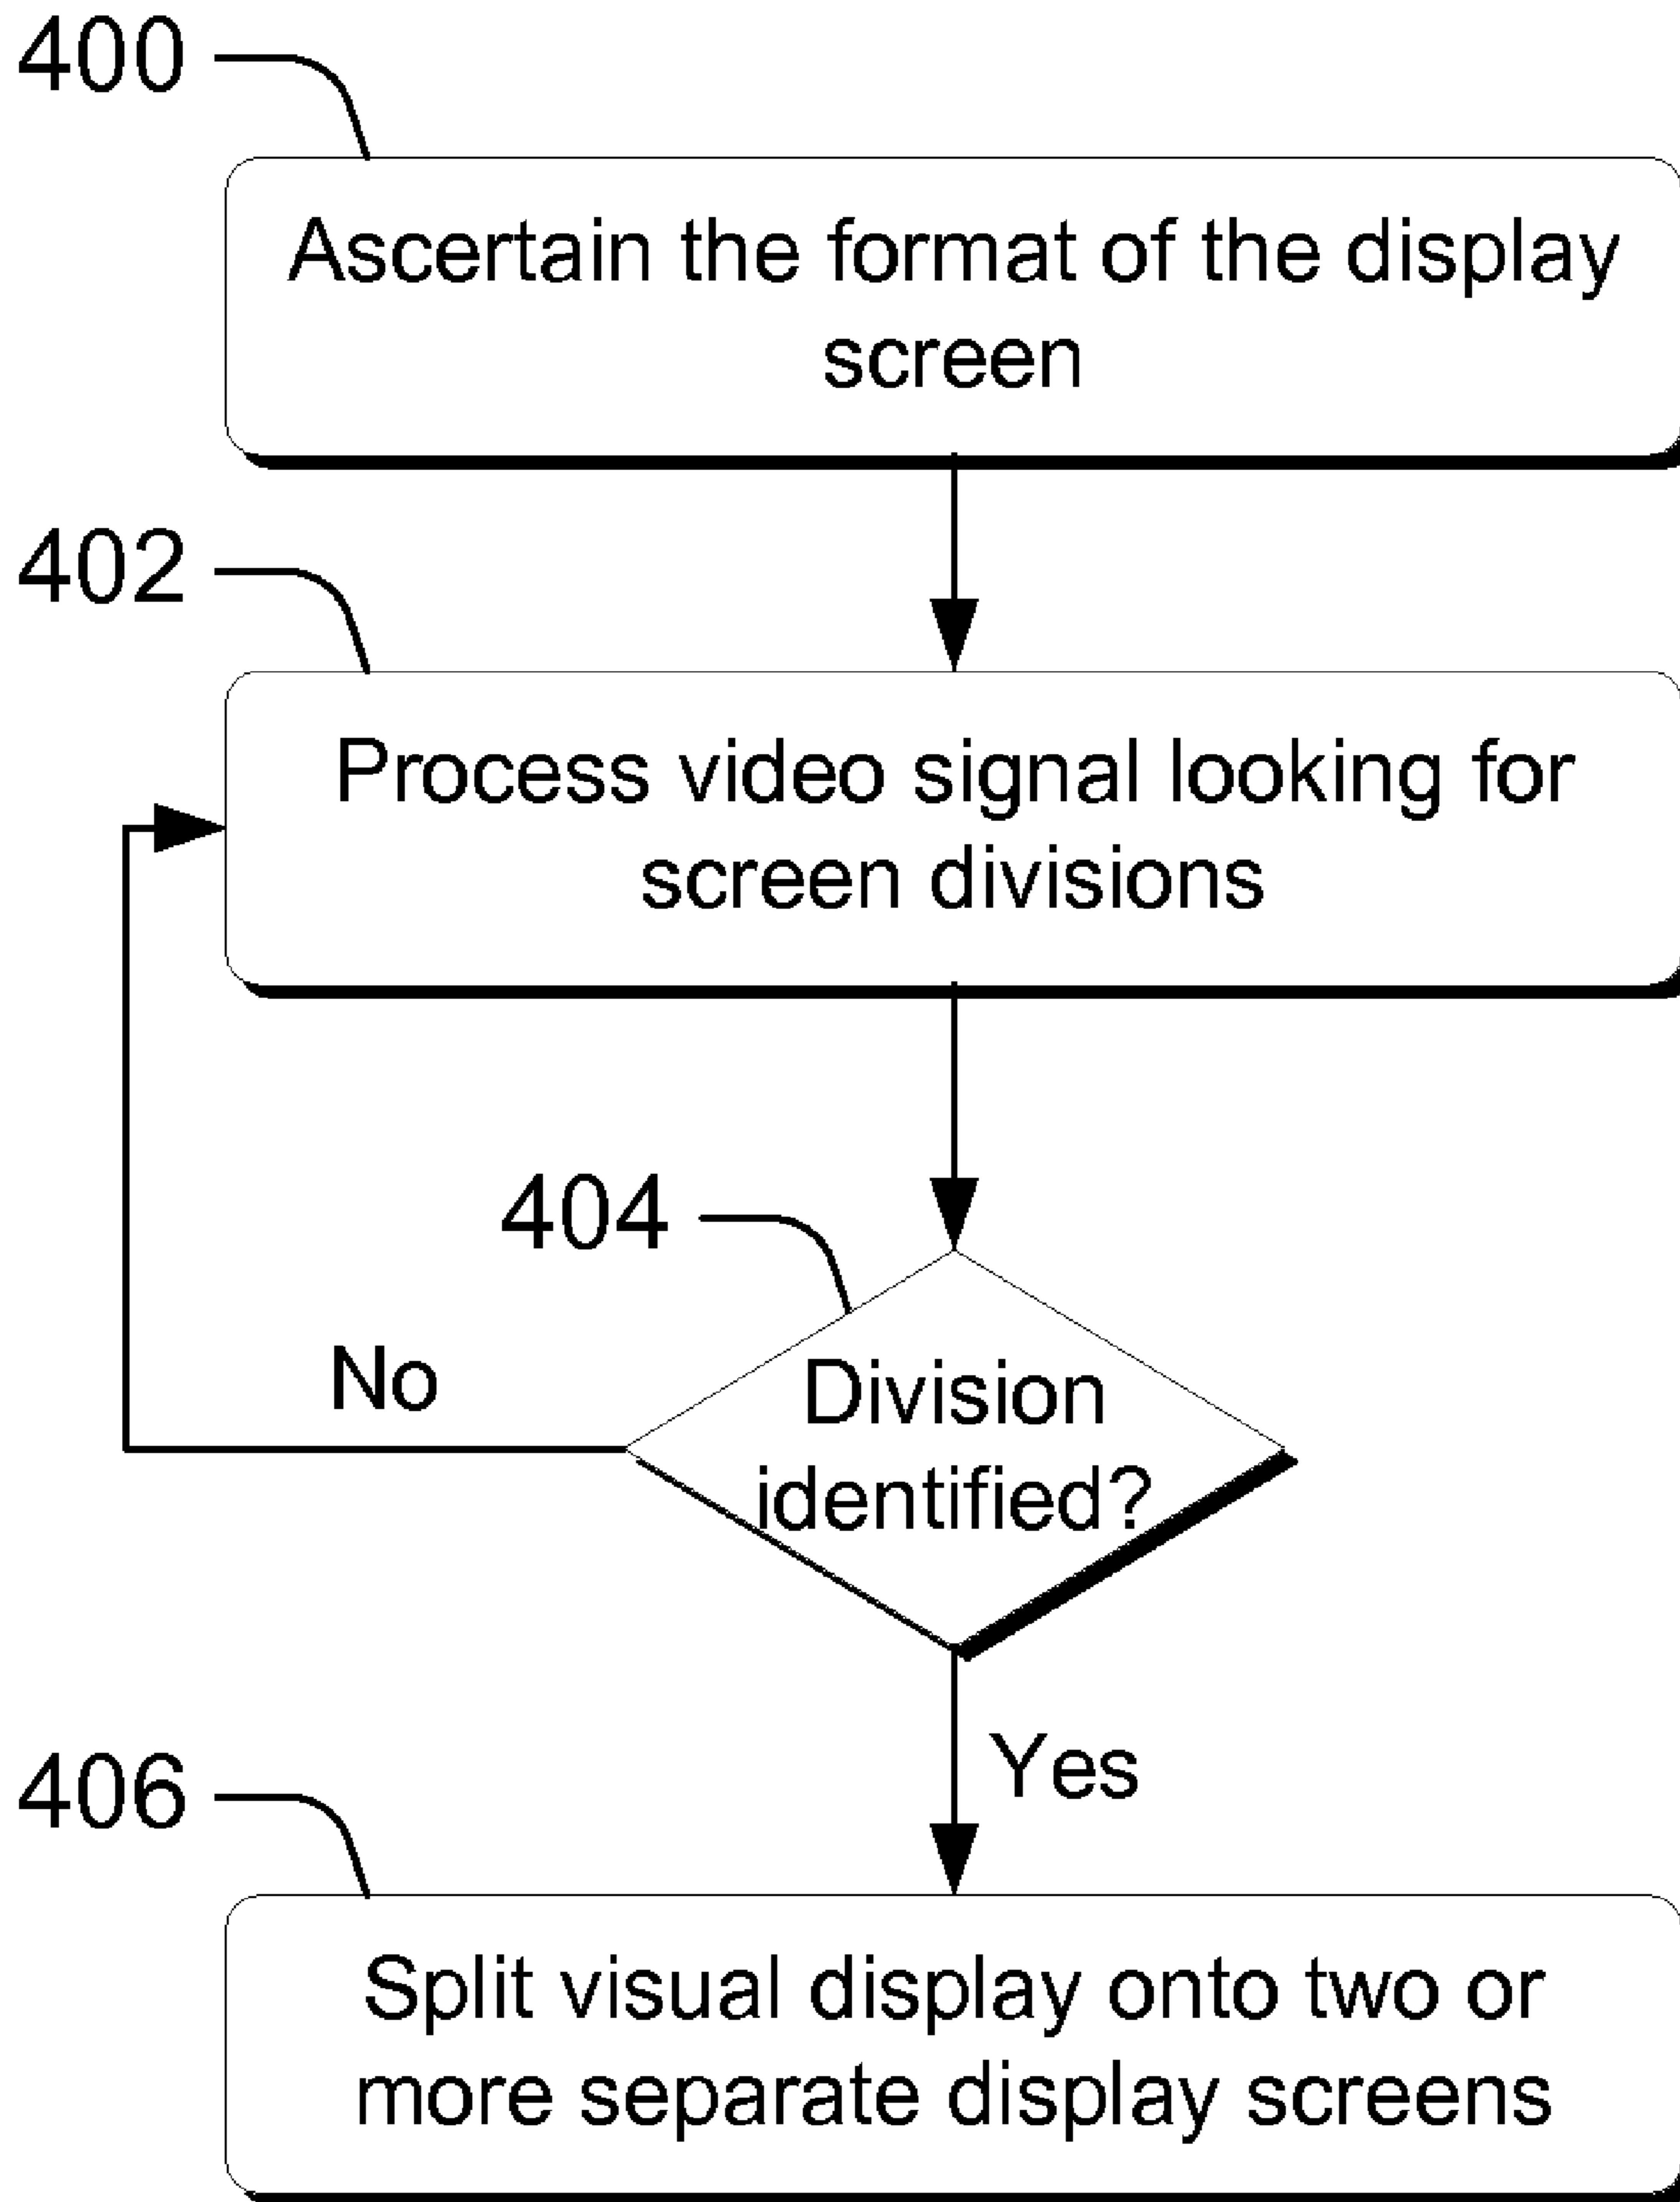 400
Ascertain the format of the display
screen
402
Process video signal looking for
screen divisions
404
No
Division
identified?
Yes
406
Split visual display onto two or
more separate display screens